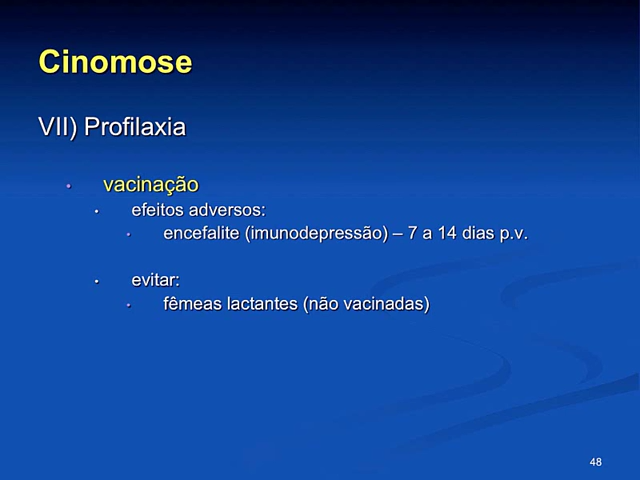 Cinomose
VII) Profilaxia
• vacinação
• efeitos adversos:
• encefalite (imunodepressão) – 7 a 14 dias p.v.
• evitar:
• fêmeas lactantes (não vacinadas)
48